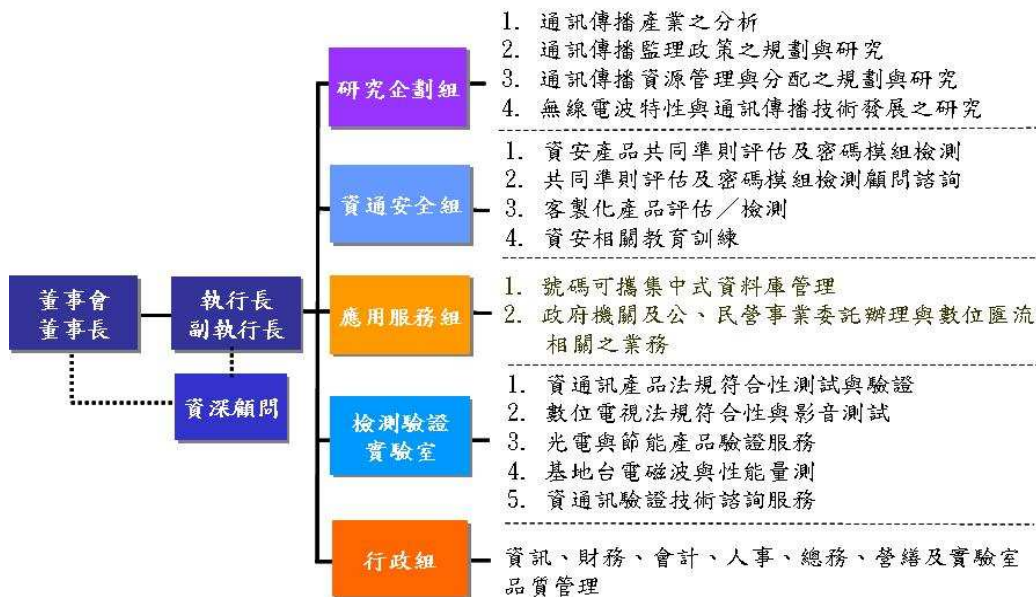 董事會
董事長
執行長
副執行長
資深顧問
研究企劃組
1. 通訊傳播產業之分析
2. 通訊傳播監理政策之規劃與研究
3. 通訊傳播資源管理與分配之規劃與研究
4. 無線電波特性與通訊傳播技術發展之研究
資通安全組
1. 資安產品共同準則評估及密碼模組檢測
2. 共同準則評估及密碼模組檢測顧問諮詢
3. 客製化產品評估／檢測
4. 資安相關教育訓練
應用服務組
1. 號碼可攜集中式資料庫管理
2. 政府機關及公、民營事業委託辦理與數位匯流
相關之業務
檢測驗證
實驗室
1. 資通訊產品法規符合性測試與驗證
2. 數位電視法規符合性與影音測試
3. 光電與節能產品驗證服務
4. 基地台電磁波與性能量測
5. 資通訊驗證技術諮詢服務
行政組
資訊、財務、會計、人事、總務、營繕及實驗室
品質管理